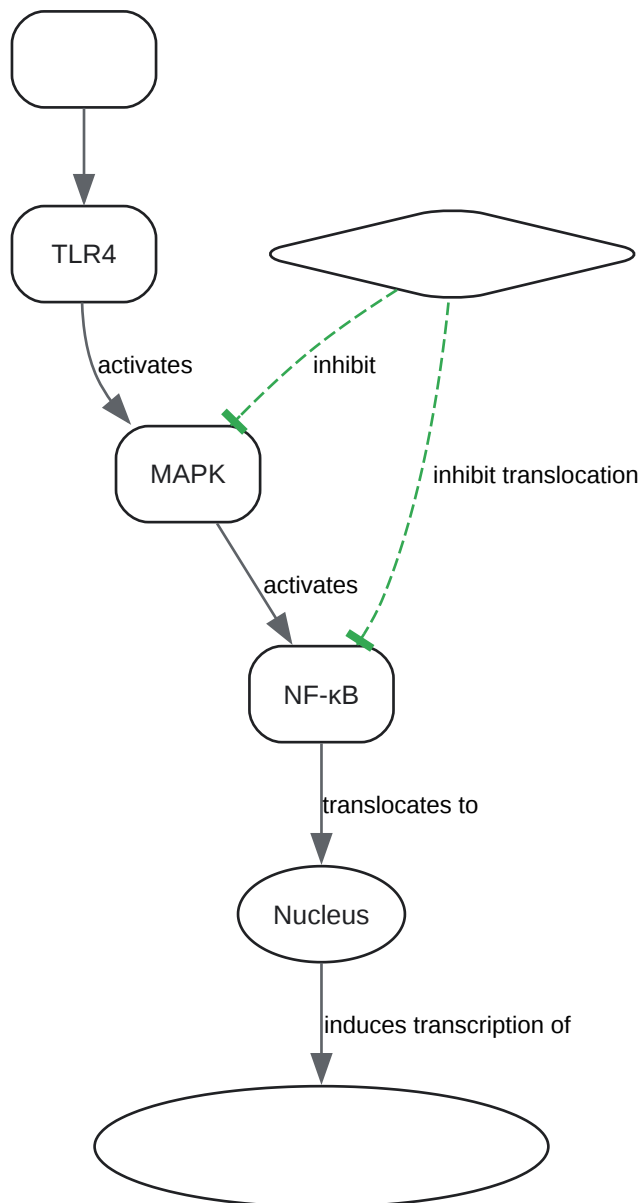 TLR4
activates
inhibit
MAPK
inhibit translocation
activates
NF-κB
translocates to
Nucleus
induces transcription of